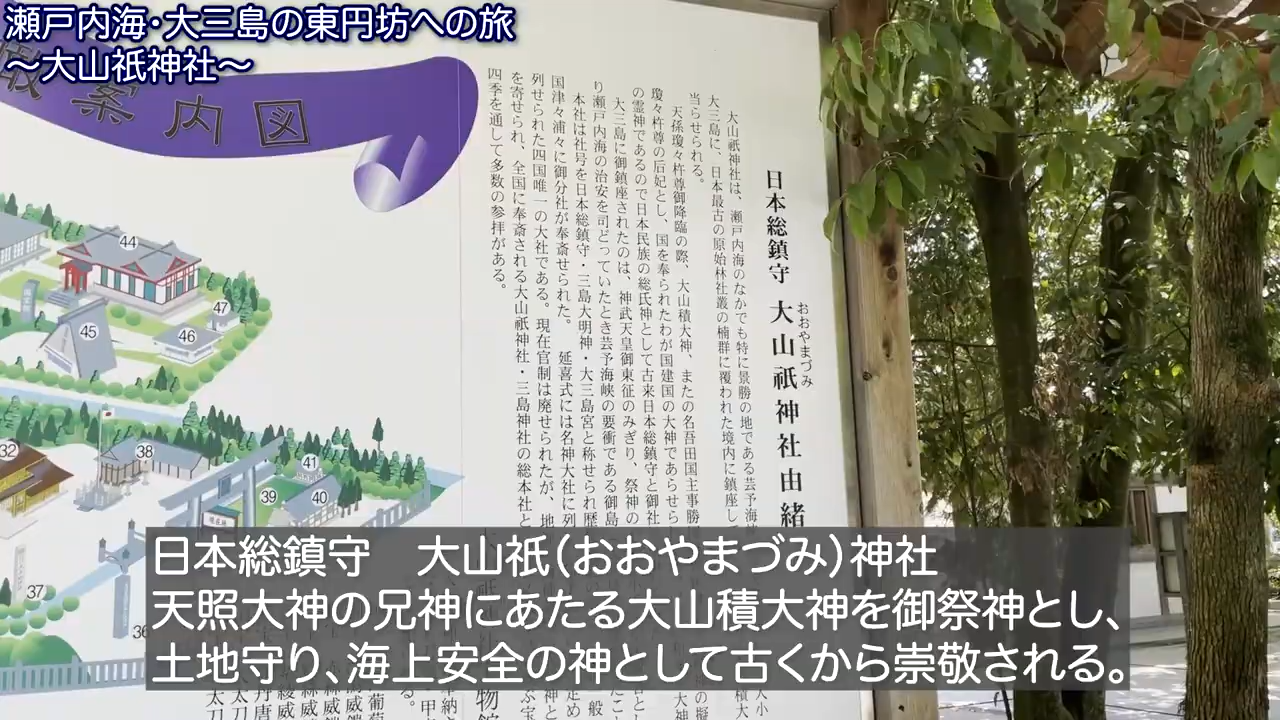 瀬戸内海・大三島の東円坊への旅
～大山祇神社～
案内図
44
45
46
47
32
38
41
39
40
37
36
日本総鎮守 大山祇神社由緒
おおやまづみ
大山祇神社は、瀬戸内海のなかでも特に景勝の地である芸予海
大三島に、日本最古の原始林社叢の楠群に覆われた境内に鎮座し
当らせられる。
天孫瓊々杵尊御降臨の際、大山積大神、またの名吾田国主事勝
瓊々杵尊の后妃とし、国を奉られたわが国建国の大神であらせら
の霊神であるので日本民族の総氏神として古来日本総鎮守と御社
大三島に御鎮座されたのは、神武天皇御東征のみぎり、祭神の
り瀬戸内海の治安を司どっていたとき芸予海峡の要衝である御島
本社は社号を日本総鎮守・三島大明神・大三島宮と称せられ歴
国津々浦々に御分社が奉斎せられた。 延喜式には名神大社に列
列せられた四国唯一の大社である。現在官制は廃せられたが、地
を寄せられ、全国に奉斎される大山祇神社・三島神社の総本社と
四季を通して多数の参拝がある。
日本総鎮守 大山祇(おおやまづみ)神社
天照大神の兄神にあたる大山積大神を御祭神とし、
土地守り、海上安全の神として古くから崇敬される。